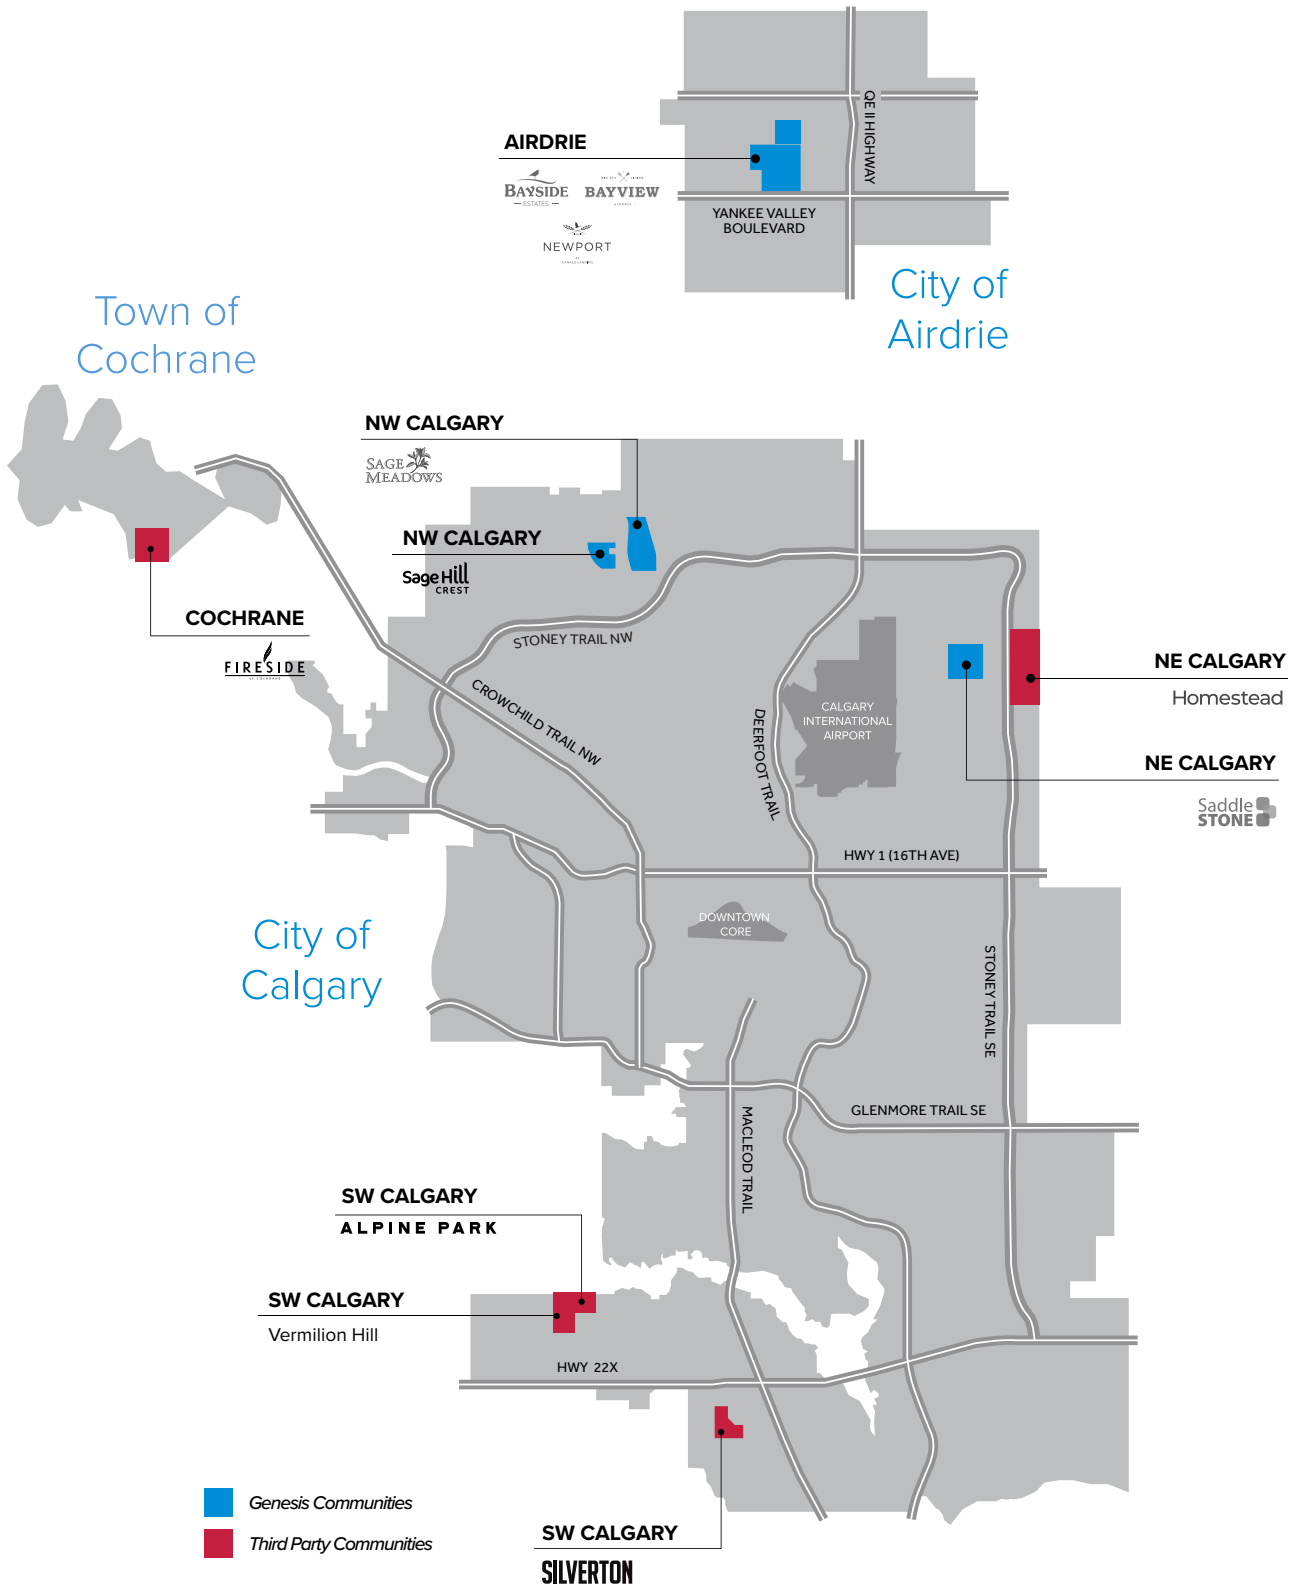 QE II HIGHWAY
AIRDRIE
BAYSIDE
ESTATES
BAYVIEW
NEWPORT
YANKEE VALLEY
BOULEVARD
City of
Airdrie
Town of
Cochrane
NW CALGARY
SAGE
MEADOWS
NW CALGARY
Sage Hill
CREST
COCHRANE
FIRESIDE
OF COCHRANE
STONEY TRAIL NW
CROWCHILD TRAIL NW
DEERFOOT TRAIL
CALGARY
INTERNATIONAL
AIRPORT
NE CALGARY
Homestead
NE CALGARY
Saddle
STONE
HWY 1 (16TH AVE)
DOWNTOWN
CORE
City of
Calgary
STONEY TRAIL SE
GLENMORE TRAIL SE
MACLEOD TRAIL
SW CALGARY
ALPINE PARK
SW CALGARY
Vermilion Hill
HWY 22X
Genesis Communities
Third Party Communities
SW CALGARY
SILVERTON